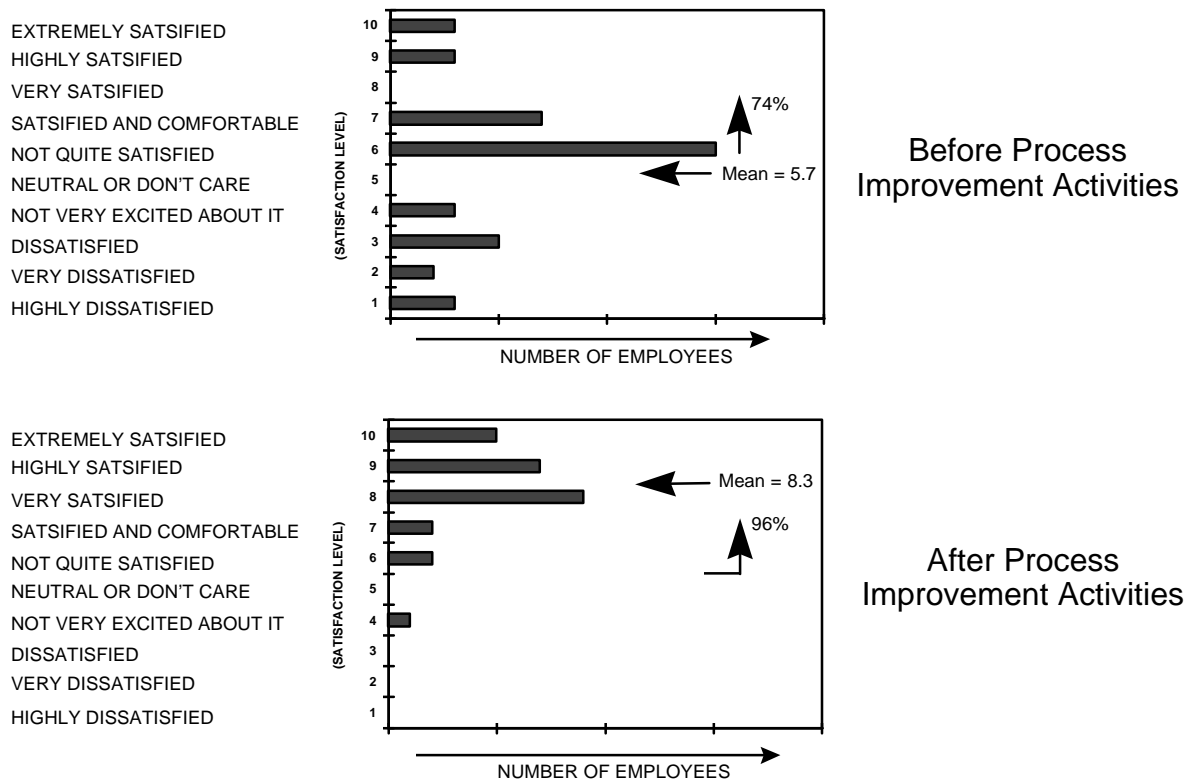 EXTREMELY SATSIFIED
HIGHLY SATSIFIED
VERY SATSIFIED
SATSIFIED AND COMFORTABLE
NOT QUITE SATISFIED
NEUTRAL OR DON'T CARE
NOT VERY EXCITED ABOUT IT
DISSATISFIED
VERY DISSATISFIED
HIGHLY DISSATISFIED
(SATISFACTION LEVEL)
10
9
8
7
6
5
4
3
2
1
74%
Mean = 5.7
NUMBER OF EMPLOYEES
Before Process
Improvement Activities
EXTREMELY SATSIFIED
HIGHLY SATSIFIED
VERY SATSIFIED
SATSIFIED AND COMFORTABLE
NOT QUITE SATISFIED
NEUTRAL OR DON'T CARE
NOT VERY EXCITED ABOUT IT
DISSATISFIED
VERY DISSATISFIED
HIGHLY DISSATISFIED
(SATISFACTION LEVEL)
10
9
8
7
6
5
4
3
2
1
Mean = 8.3
96%
NUMBER OF EMPLOYEES
After Process
Improvement Activities